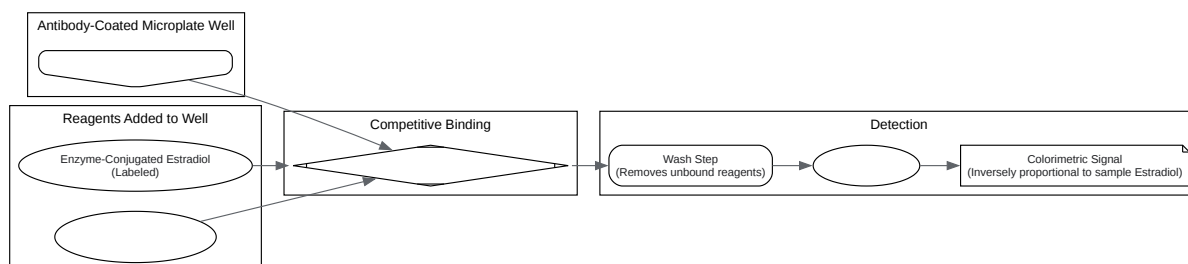 Antibody-Coated Microplate Well
Reagents Added to Well
Enzyme-Conjugated Estradiol
(Labeled)
Competitive Binding
Detection
Wash Step
(Removes unbound reagents)
Colorimetric Signal
(Inversely proportional to sample Estradiol)